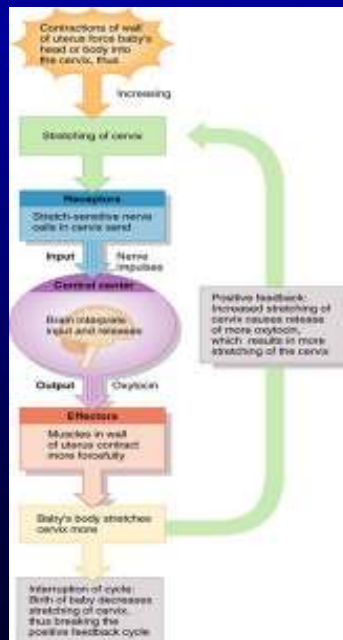 Contractions of wall
of uterus force baby's
head or body into
the cervix, thus
Increasing
Stretching of cervix
Receptors
Stretch-sensitive nerve
cells in cervix send
Input
Nerve
impulses
Control center
Brain interprets
input and releases
Output
Oxytocin
Effectors
Muscles in wall
of uterus contract
more forcefully
Baby's body stretches
cervix more
Interruption of cycle:
Birth of baby decreases
stretching of cervix,
thus breaking the
positive feedback cycle
Positive feedback:
Increased stretching of
cervix causes release
of more oxytocin,
which results in more
stretching of the cervix